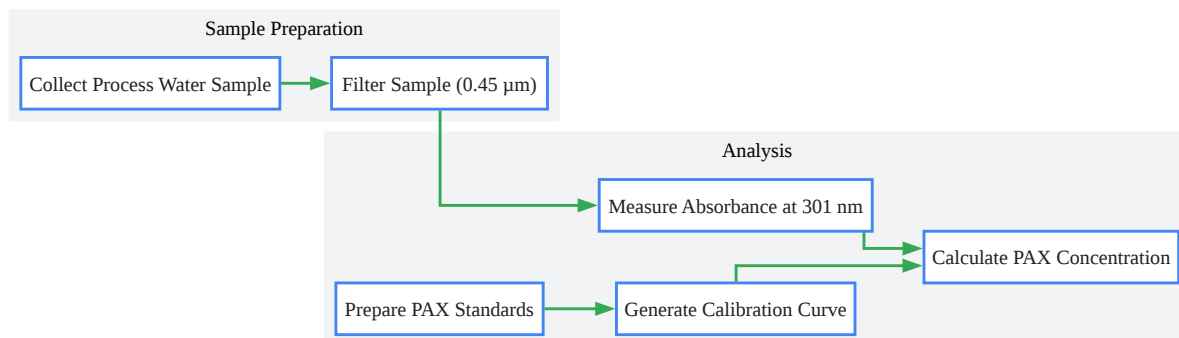 Sample Preparation
Collect Process Water Sample
Filter Sample (0.45 µm)
Analysis
Measure Absorbance at 301 nm
Calculate PAX Concentration
Prepare PAX Standards
Generate Calibration Curve